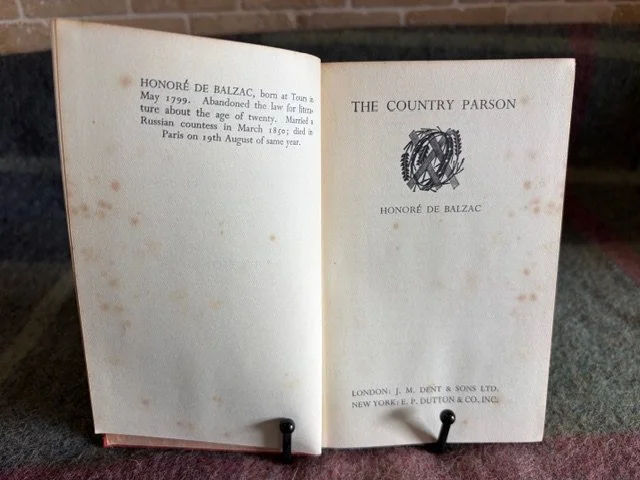 HONORÉ DE BALZAC, born at Tours in
May 1799. Abandoned the law for litera-
ture about the age of twenty. Married a
Russian countess in March 1850; died in
Paris on 19th August of same year.
THE COUNTRY PARSON
HONORÉ DE BALZAC
LONDON: J. M. DENT & SONS LTD.
NEW YORK: E. P. DUTTON & CO., INC.